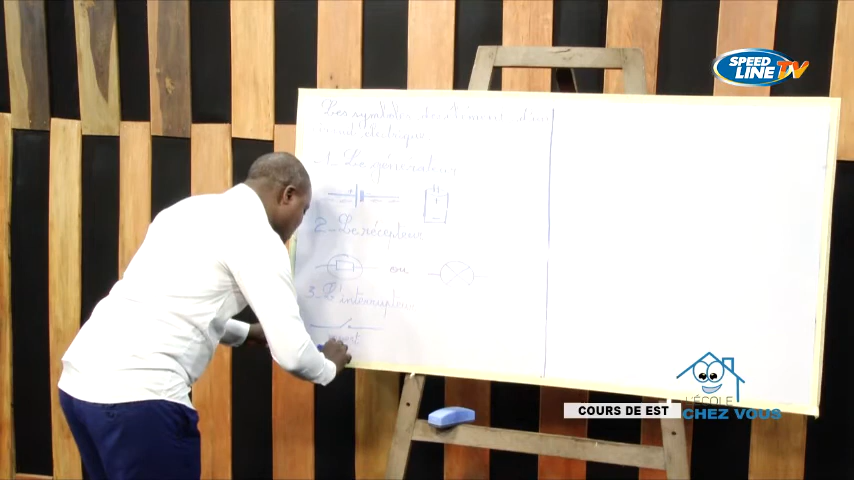 Les symboles des éléments d'un
circuit électrique
1. Le générateur
2. Le récepteur
ou
3. L'interrupteur
ouvert
SPEED
LINE TV
L'ÉCOLE
COURS DE EST CHEZ VOUS